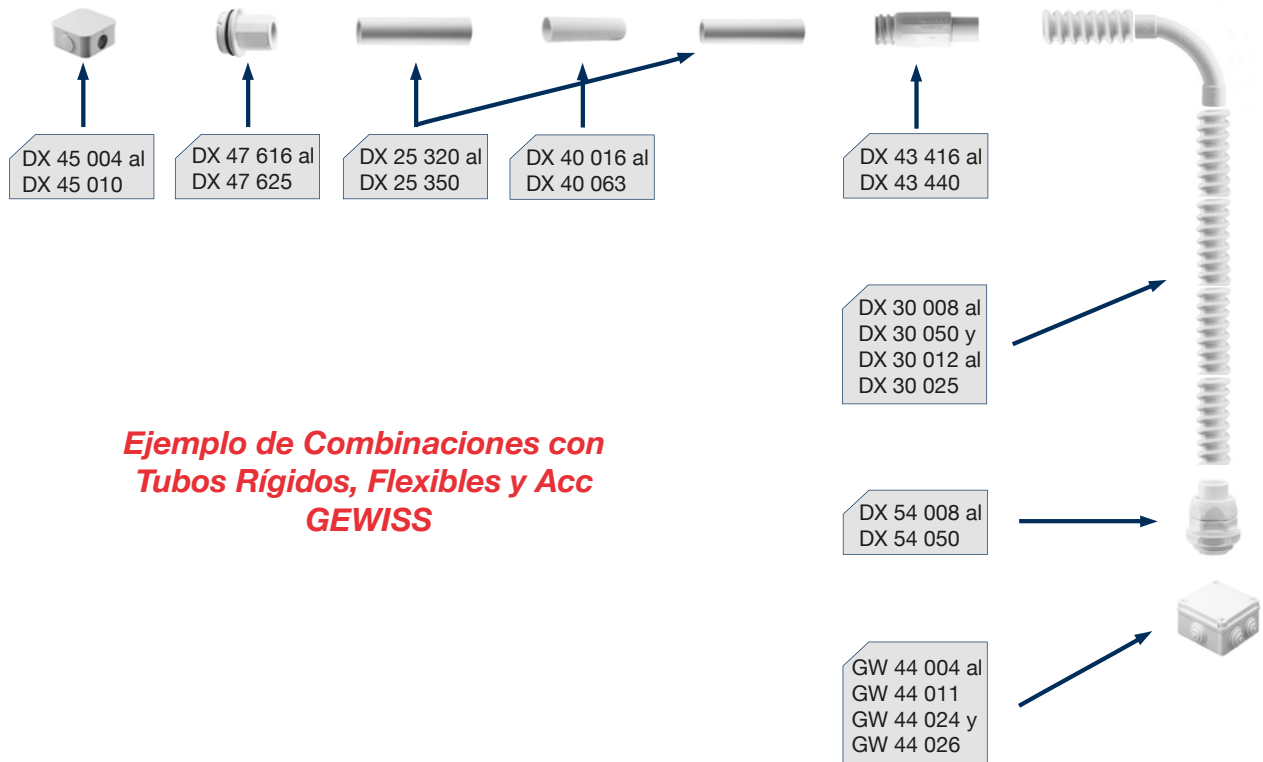 DX 45 004 al
DX 45 010
DX 47 616 al
DX 47 625
DX 25 320 al
DX 25 350
DX 40 016 al
DX 40 063
DX 43 416 al
DX 43 440
DX 30 008 al
DX 30 050 y
DX 30 012 al
DX 30 025
Ejemplo de Combinaciones con
Tubos Rígidos, Flexibles y Acc
GEWISS
DX 54 008 al
DX 54 050
GW 44 004 al
GW 44 011
GW 44 024 y
GW 44 026